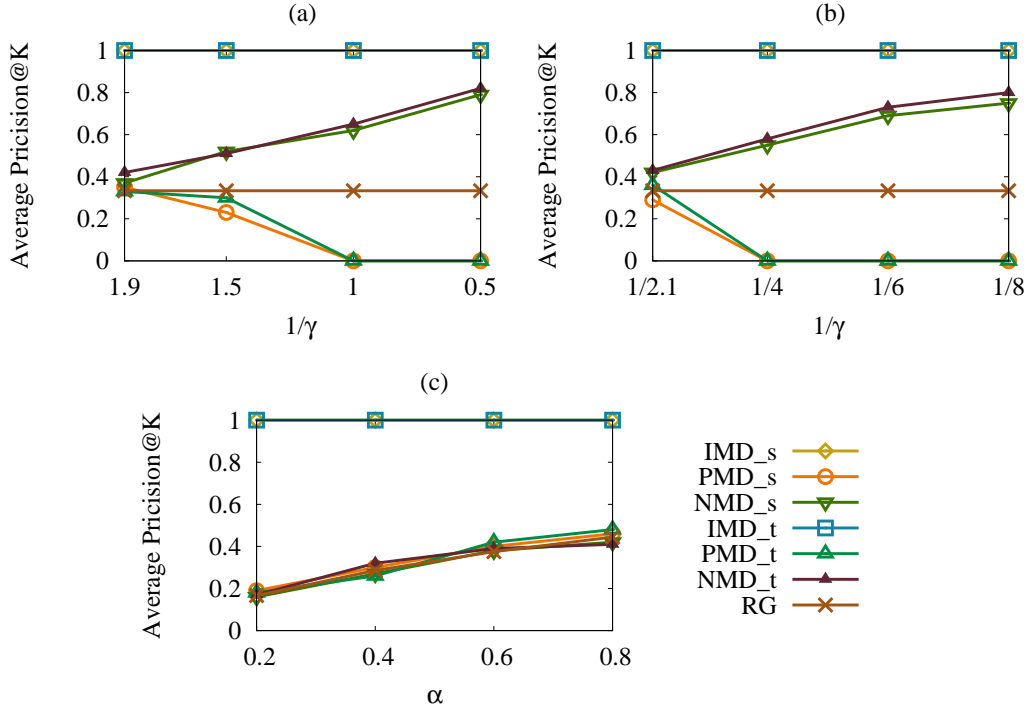 (a)
Average Pricision@K
1
0.8
0.6
0.4
0.2
0
1.9 1.5 1 0.5
1/γ
(b)
Average Pricision@K
1
0.8
0.6
0.4
0.2
0
1/2.1 1/4 1/6 1/8
1/γ
(c)
Average Pricision@K
1
0.8
0.6
0.4
0.2
0
0.2 0.4 0.6 0.8
α
IMD_s
PMD_s
NMD_s
IMD_t
PMD_t
NMD_t
RG